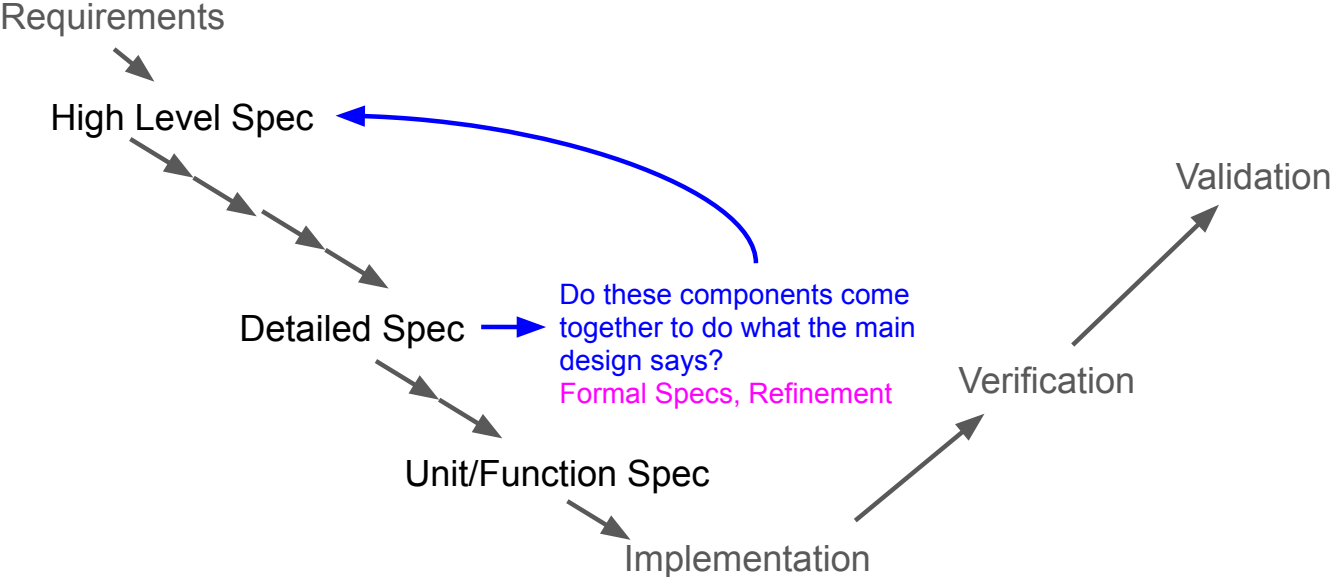 Requirements
High Level Spec
Validation
Do these components come
together to do what the main
design says?
Formal Specs, Refinement
Detailed Spec
Verification
Unit/Function Spec
Implementation